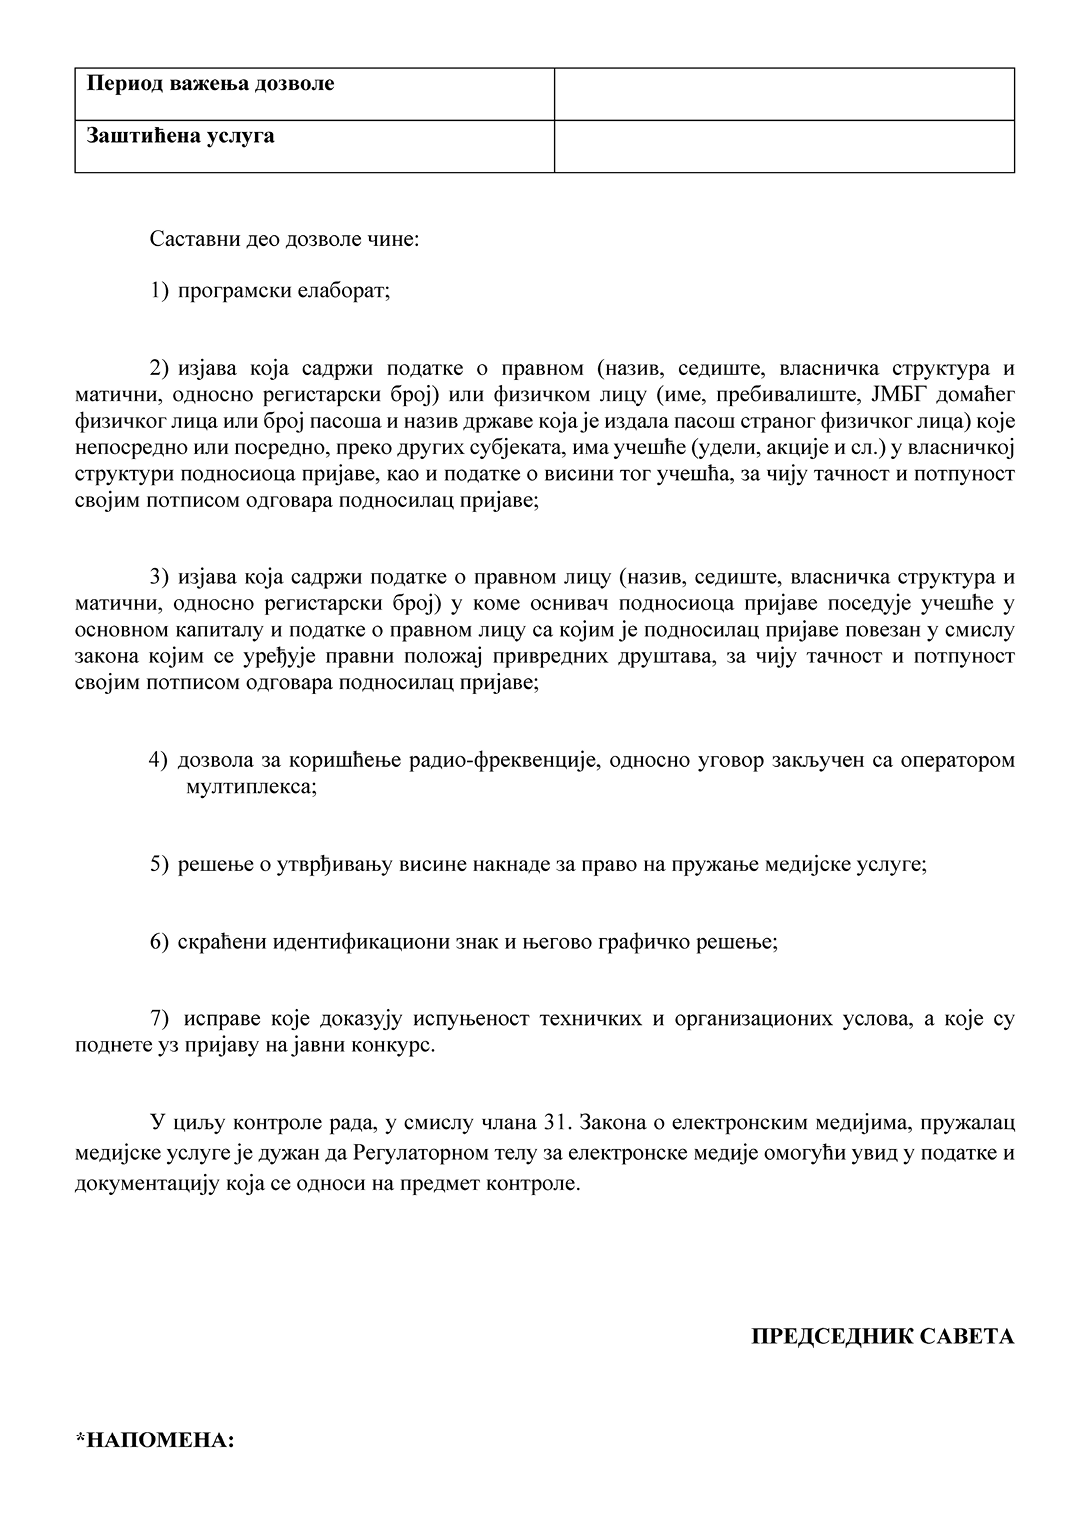 Период важења дозволе
Заштићена услуга
Саставни део дозволе чине:
1) програмски елаборат;
2) изјава која садржи податке о правном (назив, седиште, власничка структура и
матични, односно регистарски број) или физичком лицу (име, пребивалиште, ЈМБГ домаћег
физичког лица или број пасоша и назив државе која је издала пасош страног физичког лица) које
непосредно или посредно, преко других субјеката, има учешће (удели, акције и сл.) у власничкој
структури подносиоца пријаве, као и податке о висини тог учешћа, за чију тачност и потпуност
својим потписом одговара подносилац пријаве;
3) изјава која садржи податке о правном лицу (назив, седиште, власничка структура и
матични, односно регистарски број) у коме оснивач подносиоца пријаве поседује учешће у
основном капиталу и податке о правном лицу са којим је подносилац пријаве повезан у смислу
закона којим се уређује правни положај привредних друштава, за чију тачност и потпуност
својим потписом одговара подносилац пријаве;
4) дозвола за коришћење радио-фреквенције, односно уговор закључен са оператором
мултиплекса;
5) решење о утврђивању висине накнаде за право на пружање медијске услуге;
6) скраћени идентификациони знак и његово графичко решење;
7) исправе које доказују испуњеност техничких и организационих услова, а које су
поднете уз пријаву на јавни конкурс.
У циљу контроле рада, у смислу члана 31. Закона о електронским медијима, пружалац
медијске услуге је дужан да Регулаторном телу за електронске медије омогући увид у податке и
документацију која се односи на предмет контроле.
ПРЕДСЕДНИК САВЕТА
*НАПОМЕНА: